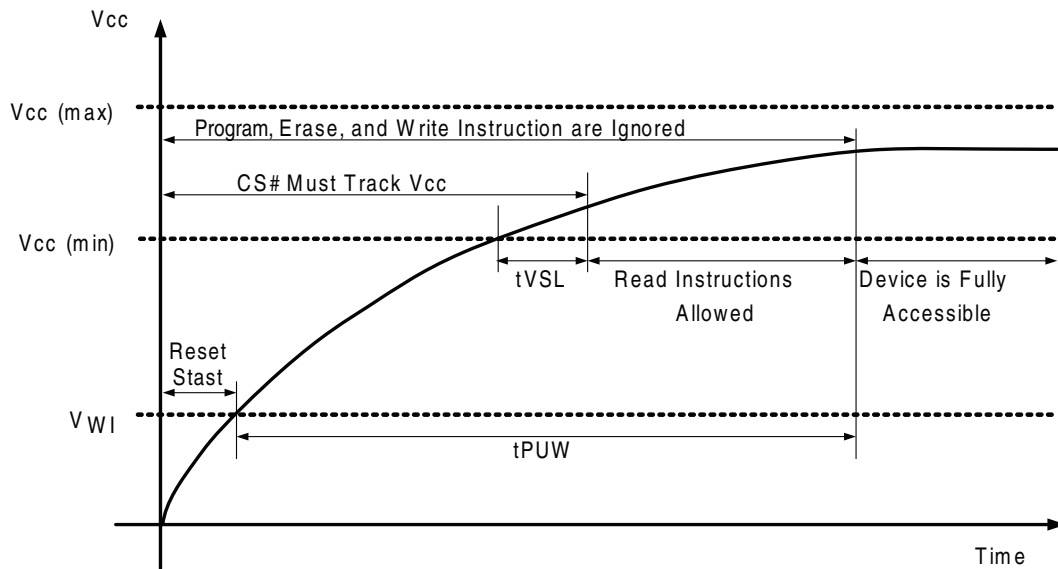 Vcc
Vcc (max)
Program, Erase, and Write Instruction are Ignored
CS# Must Track Vcc
Vcc (min)
tVSL
Read Instructions
Allowed
Device is Fully
Accessible
Reset
Stast
VWI
tPUW
Time